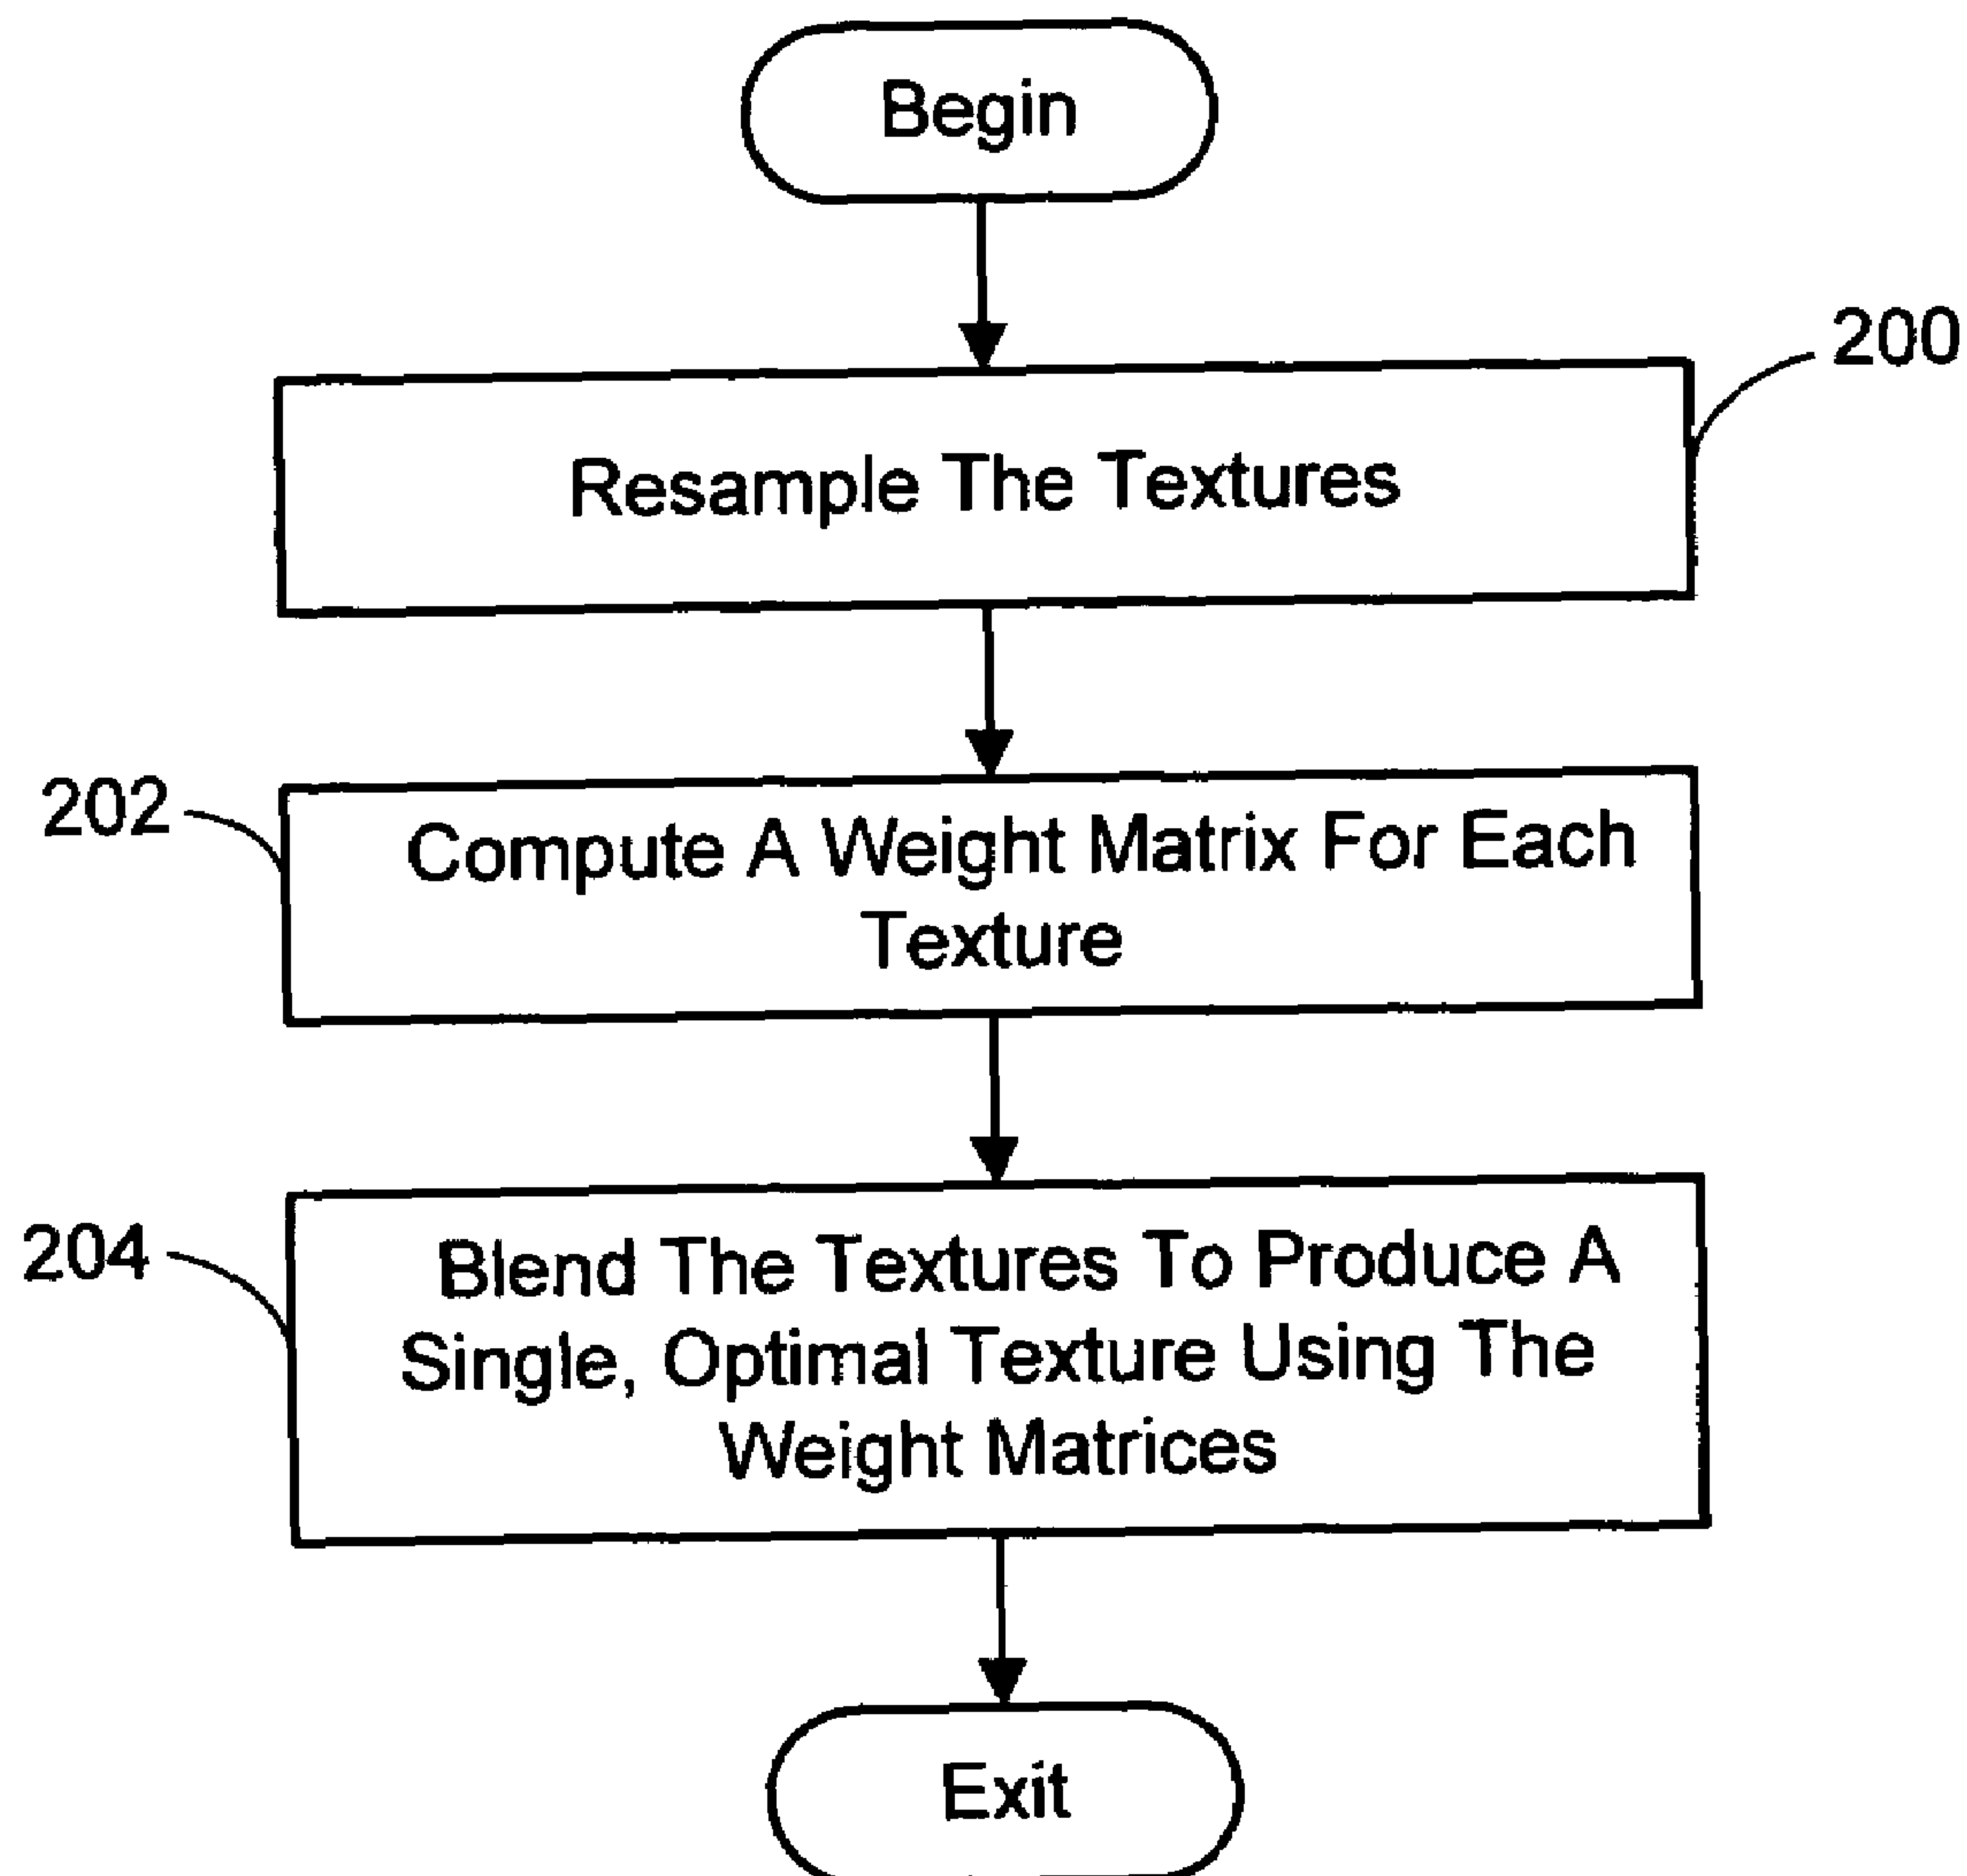 Begin
200
Resample The Textures
202
Compute A Weight Matrix For Each
Texture
204
Blend The Textures To Produce A
Single, Optimal Texture Using The
Weight Matrices
Exit